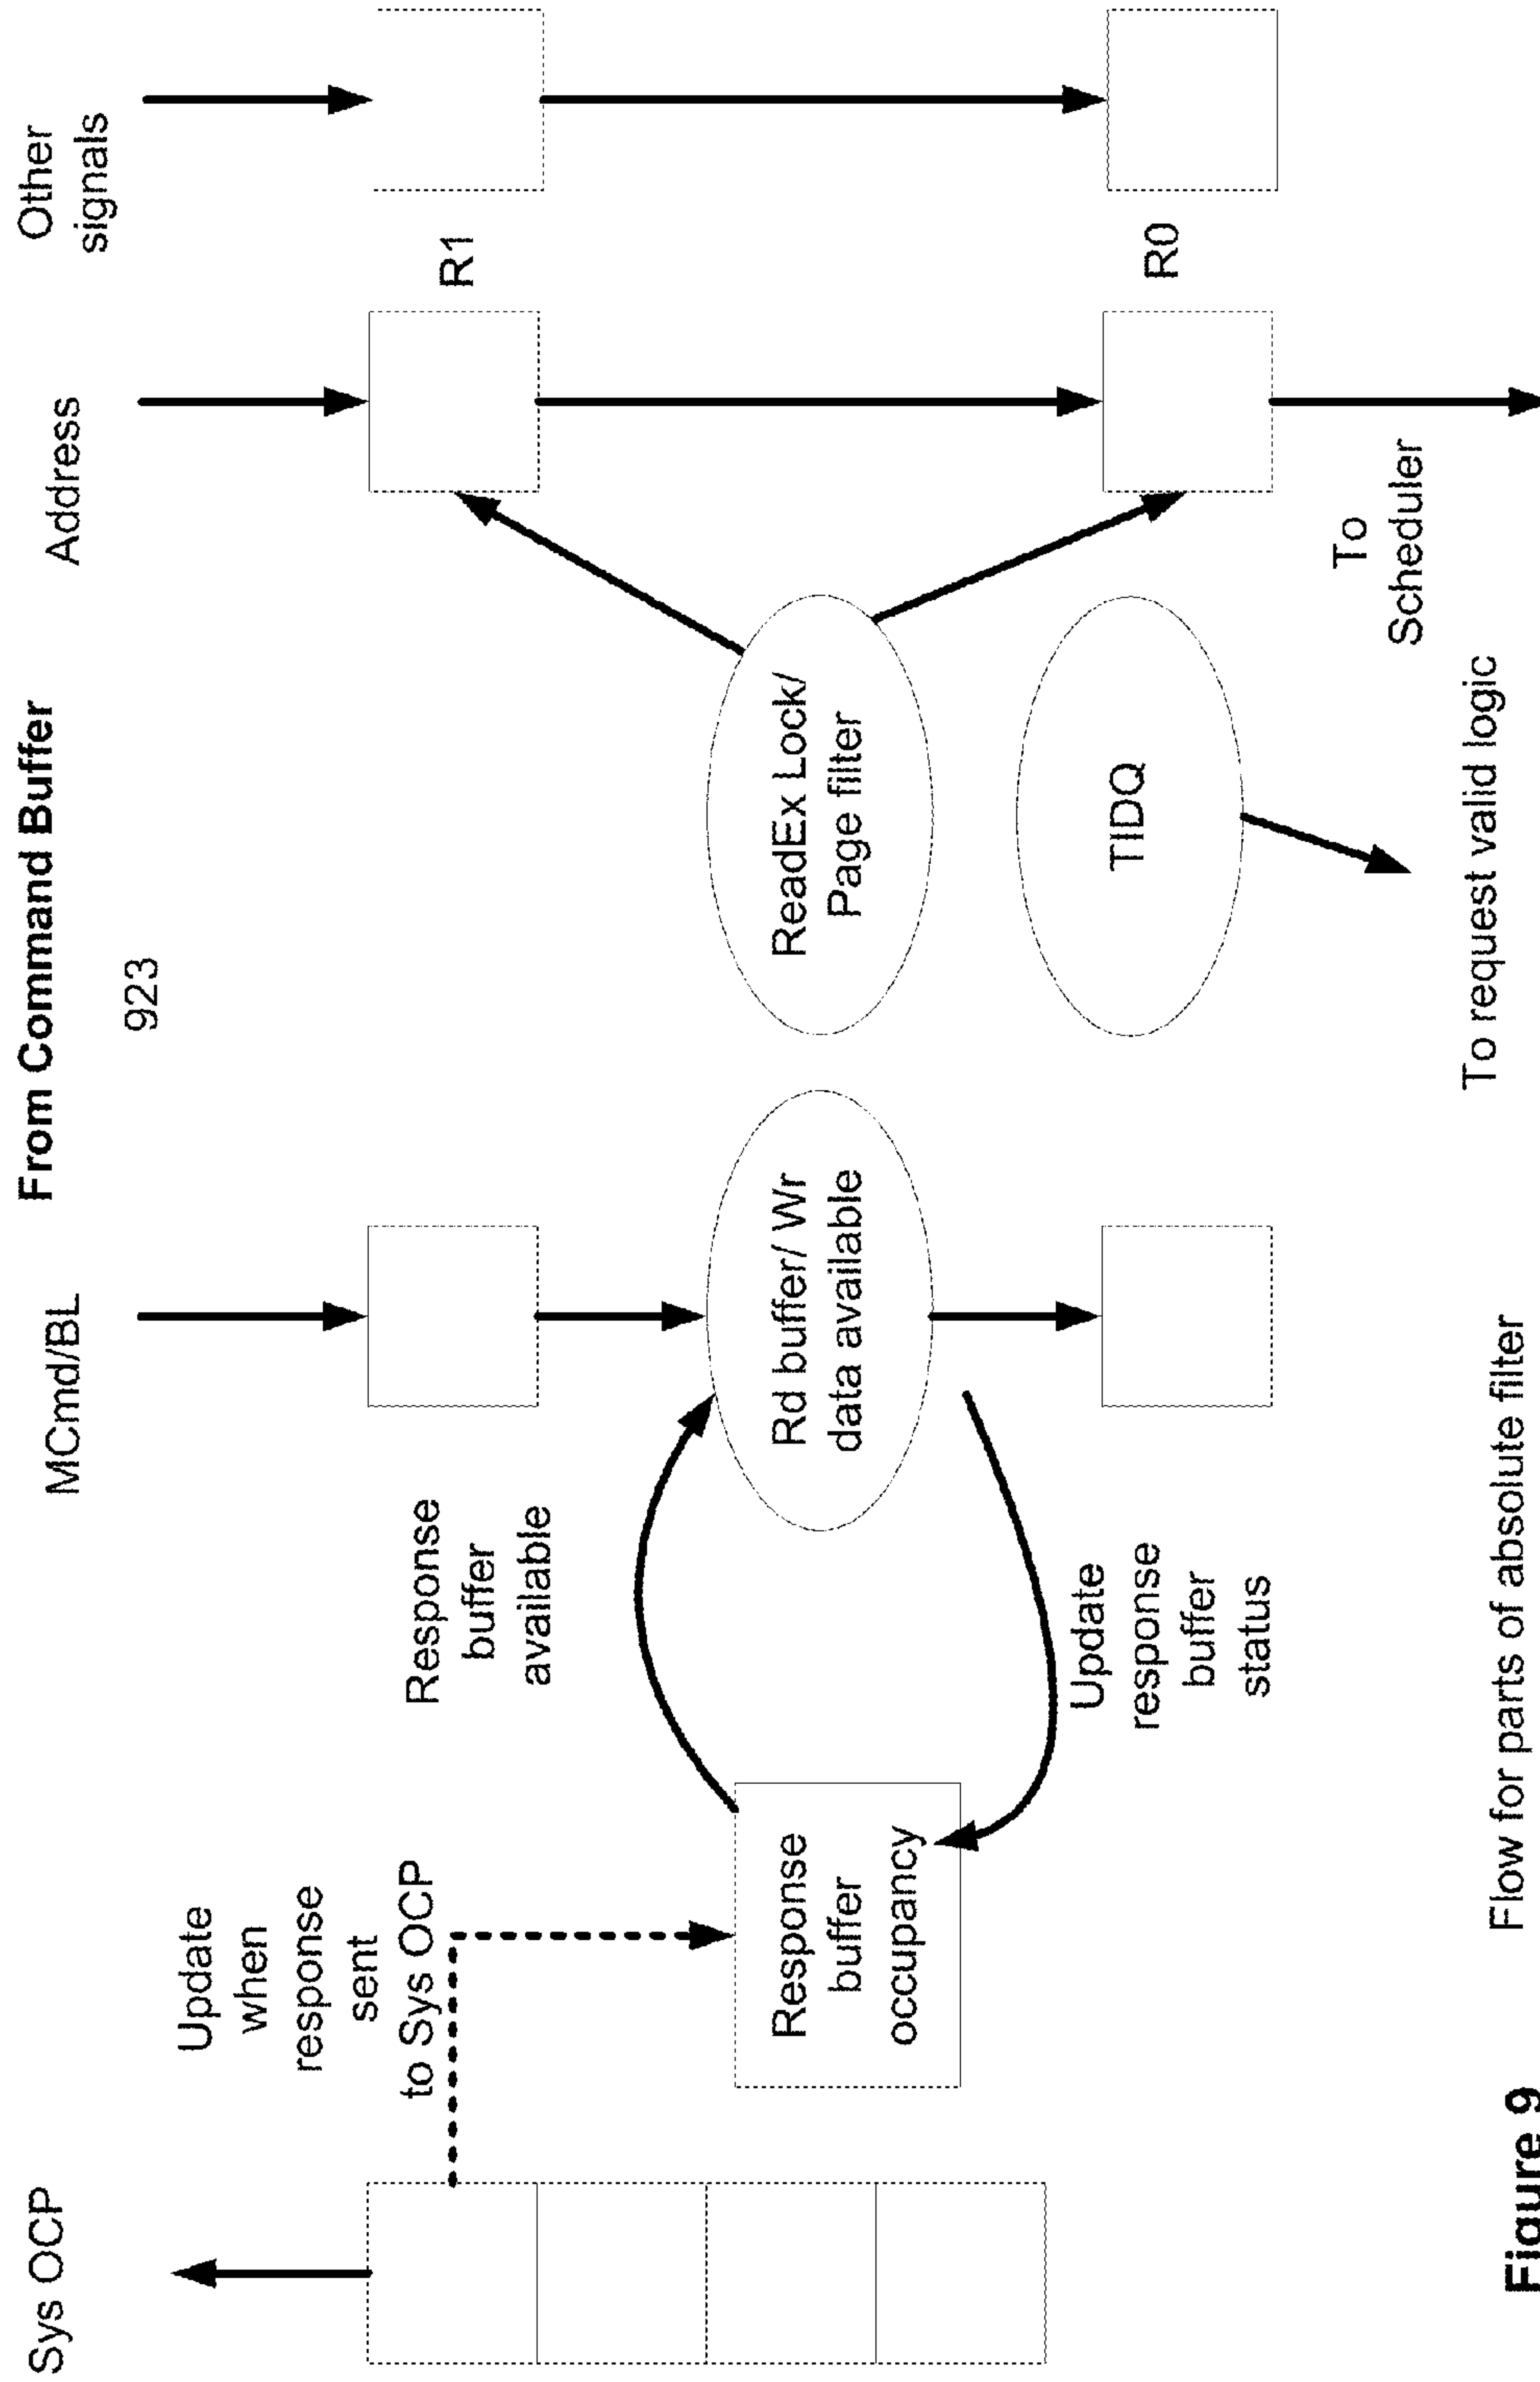 From Command Buffer
923
Sys OCP
MCmd/BL
Address
Other
signals
Update
when
response
sent
to Sys OCP
Response
buffer
available
R1
Response
buffer
occupancy
Rd buffer/ Wr
data available
ReadEx Lock/
Page filter
Update
response
buffer
status
TIDQ
R0
To
Scheduler
To request valid logic
Figure 9
Flow for parts of absolute filter